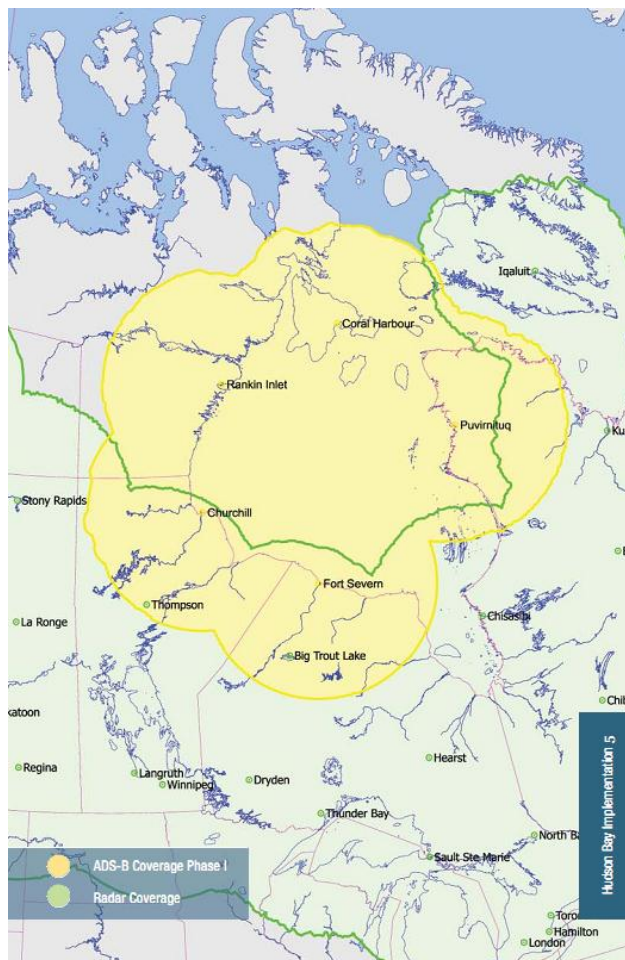 Iqaluit
Coral Harbour
Rankin Inlet
Puvirnituq
Ku
Stony Rapids
Churchill
Fort Severn
Thompson
La Ronge
Chisasibi
Big Trout Lake
Chib
katoon
Hearst
Regina
Langruth
Winnipeg
Dryden
Thunder Bay
North Ba
Sault Ste Marie
ADS-B Coverage Phase I
Radar Coverage
Toro
Hamilton
London
Hudson Bay Implementation 5